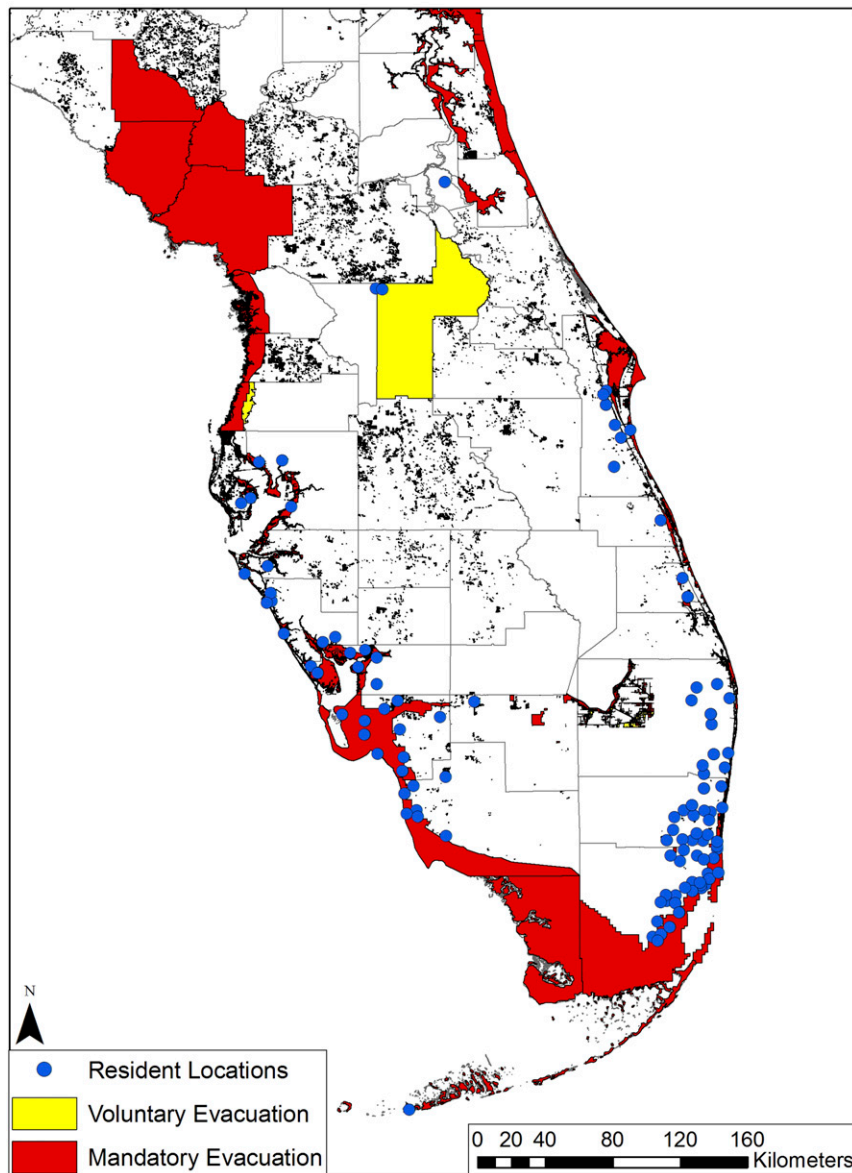 N
Resident Locations
Voluntary Evacuation
Mandatory Evacuation
0 20 40 80 120 160
Kilometers